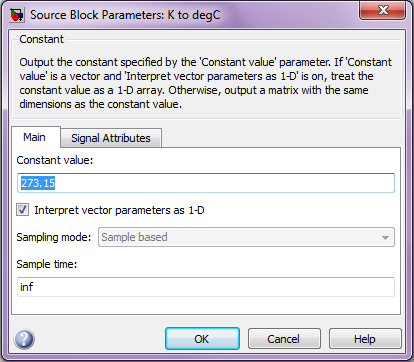 Source Block Parameters: K to degC
Constant
Output the constant specified by the 'Constant value' parameter. If 'Constant
value' is a vector and 'Interpret vector parameters as 1-D' is on, treat the
constant value as a 1-D array. Otherwise, output a matrix with the same
dimensions as the constant value.
Main Signal Attributes
Constant value:
273.15
Interpret vector parameters as 1-D
Sampling mode: Sample based
Sample time:
inf
OK Cancel Help